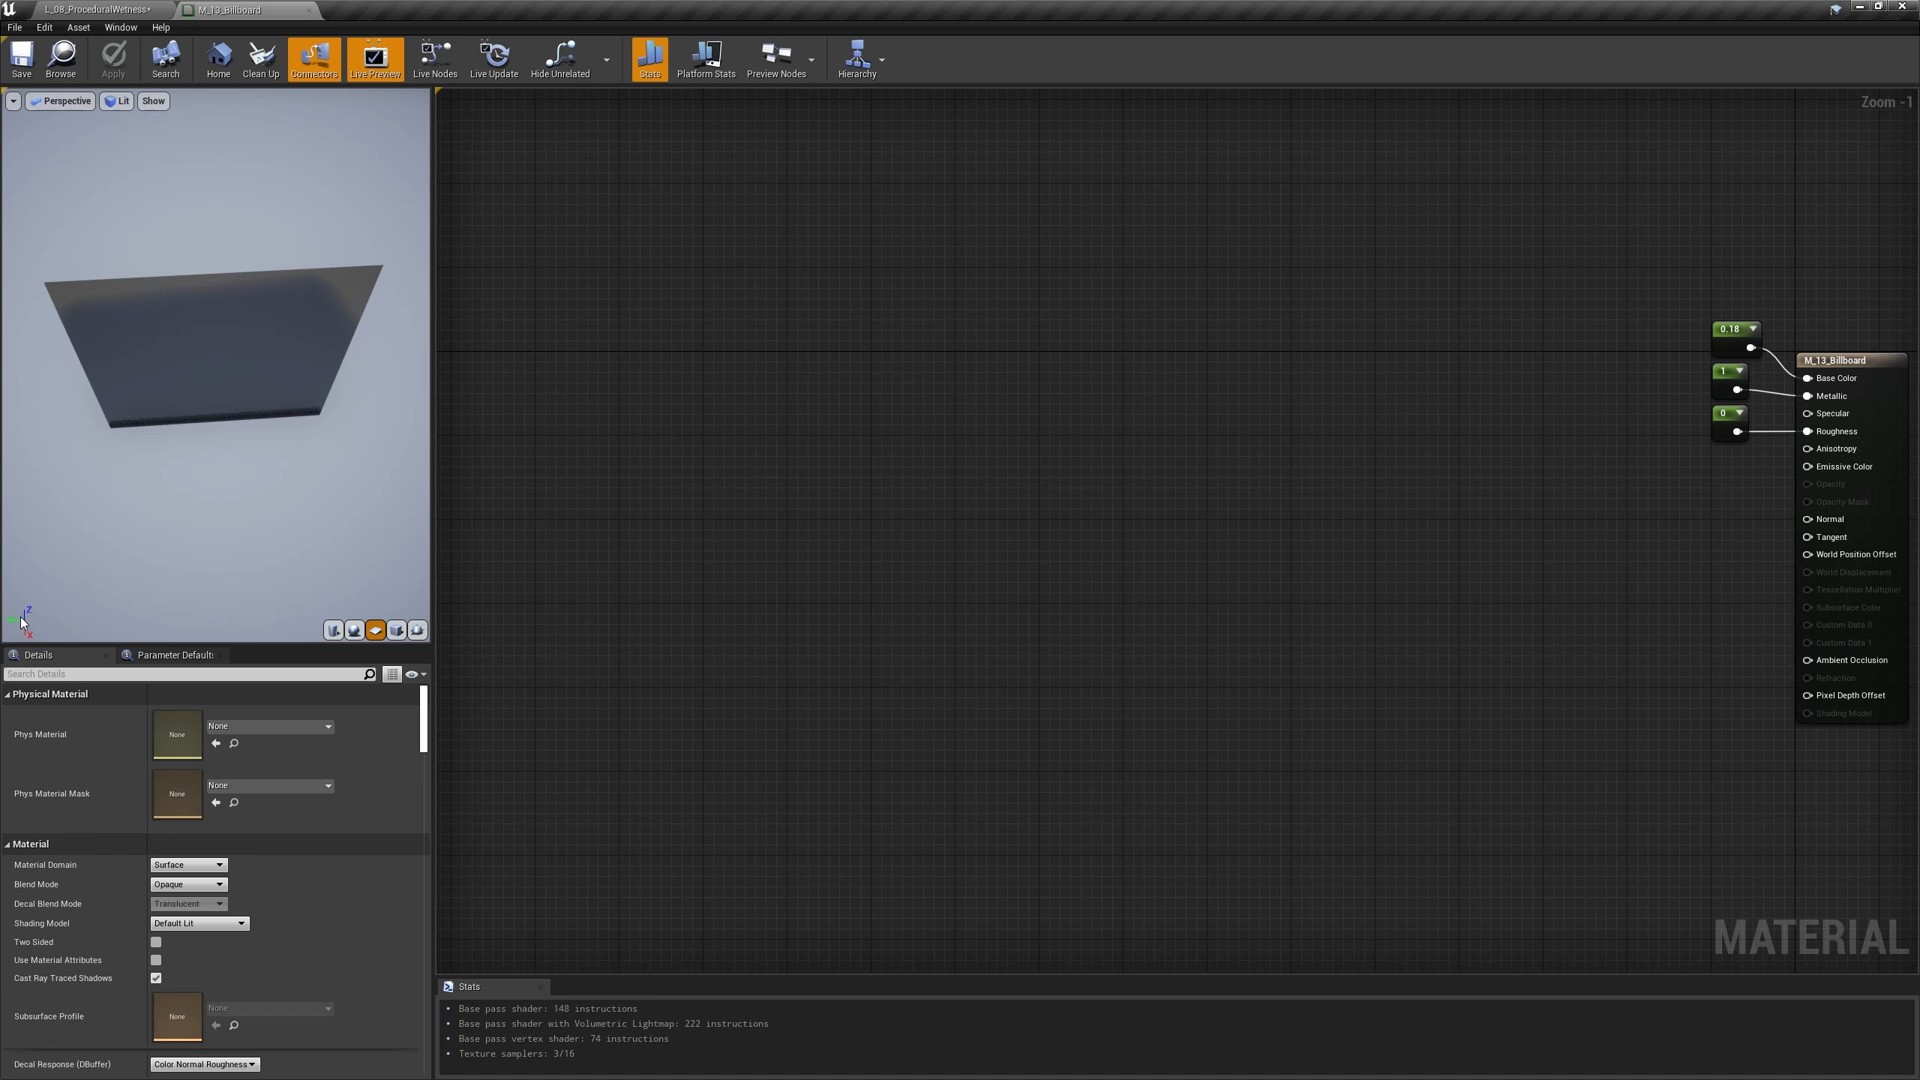 L_08_ProceduralWetness*
M_13_Billboard
File Edit Asset Window Help
Save Browse Apply Search Home Clean Up Connectors Live Preview Live Nodes Live Update Hide Unrelated Stats Platform Stats Preview Nodes Hierarchy
Perspective Lit Show
Zoom -1
0.18
1
0
M_13_Billboard
Base Color
Metallic
Specular
Roughness
Anisotropy
Emissive Color
Opacity
Opacity Mask
Normal
Tangent
World Position Offset
World Displacement
Tessellation Multiplier
Subsurface Color
Custom Data 0
Custom Data 1
Ambient Occlusion
Refraction
Pixel Depth Offset
Shading Model
Z
X
Details Parameter Default
Search Details
Physical Material
Phys Material None None
Phys Material Mask None None
Material
Material Domain Surface
Blend Mode Opaque
Decal Blend Mode Translucent
Shading Model Default Lit
Two Sided
Use Material Attributes
Cast Ray Traced Shadows
Subsurface Profile None None
Decal Response (DBuffer) Color Normal Roughness
MATERIAL
Stats
Base pass shader: 148 instructions
Base pass shader with Volumetric Lightmap: 222 instructions
Base pass vertex shader: 74 instructions
Texture samplers: 3/16